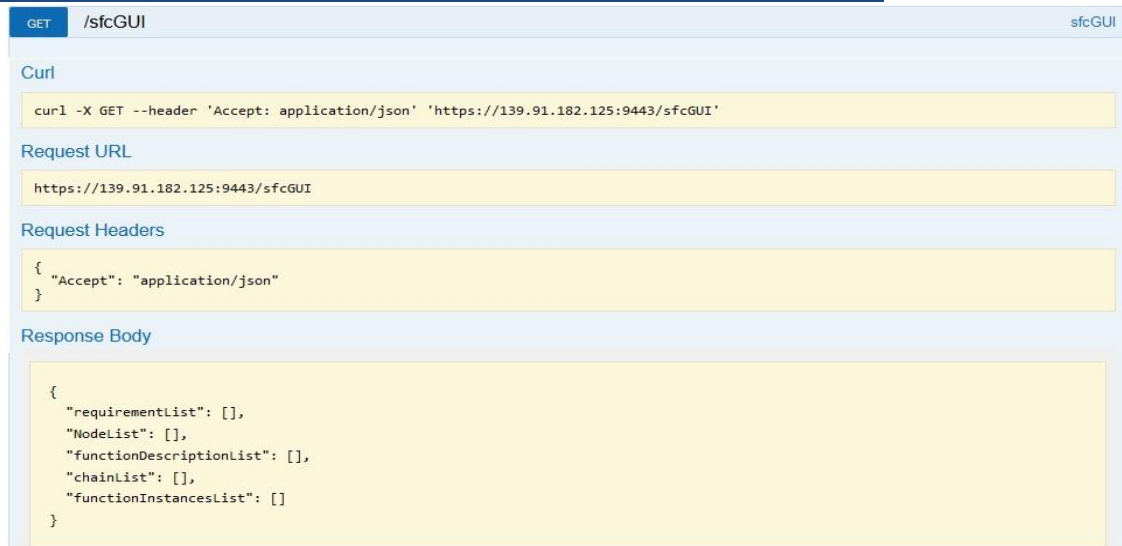 GET /sfcGUI sfcGUI
Curl
curl -X GET --header 'Accept: application/json' 'https://139.91.182.125:9443/sfcGUI'
Request URL
https://139.91.182.125:9443/sfcGUI
Request Headers
{
"Accept": "application/json"
}
Response Body
{
"requirementList": [],
"NodeList": [],
"functionDescriptionList": [],
"chainList": [],
"functionInstancesList": []
}